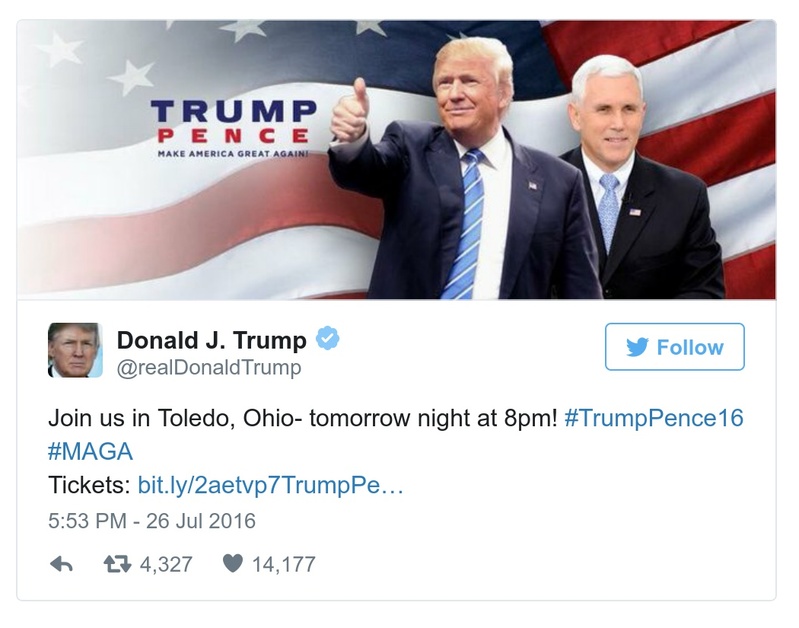 TRUMP
PENCE
MAKE AMERICA GREAT AGAIN!
Donald J. Trump
@realDonaldTrump
Follow
Join us in Toledo, Ohio- tomorrow night at 8pm! #TrumpPence16
#MAGA
Tickets: bit.ly/2aetvp7TrumpPe…
5:53 PM - 26 Jul 2016
4,327 14,177